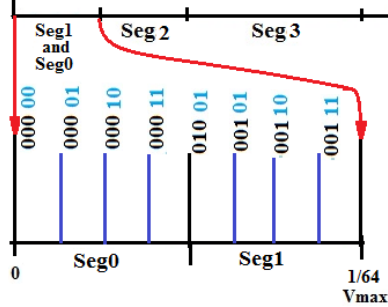 Seg1
and
Seg0
Seg 2
Seg 3
000 00
000 01
000 10
000 11
010 01
001 01
001 10
001 11
Seg0
Seg1
0
1/64
Vmax